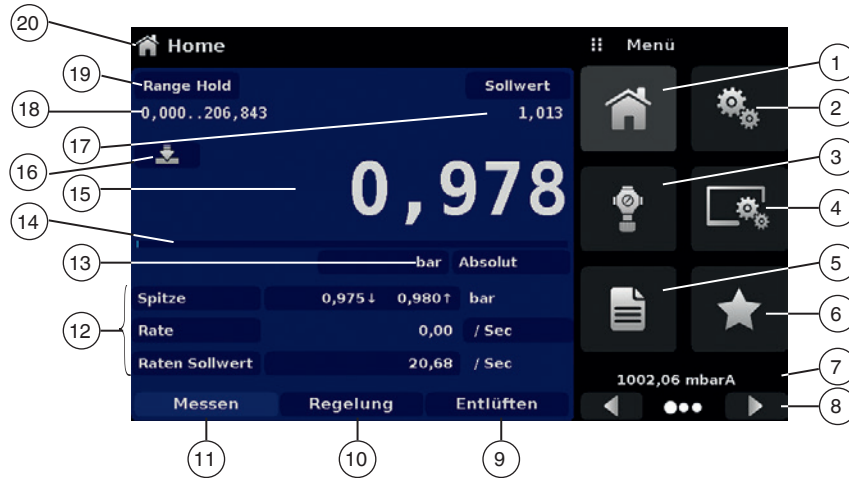 20
Home
Menü
19
Range Hold
Sollwert
1
18
0,000..206,843
1,013
2
17
16
3
15
0,978
4
14
13
bar
Absolut
5
12
Spitze
0,975↓ 0,980↑ bar
6
Rate
0,00 / Sec
Raten Sollwert
20,68 / Sec
7
1002,06 mbarA
8
Messen
Regelung
Entlüften
11
10
9